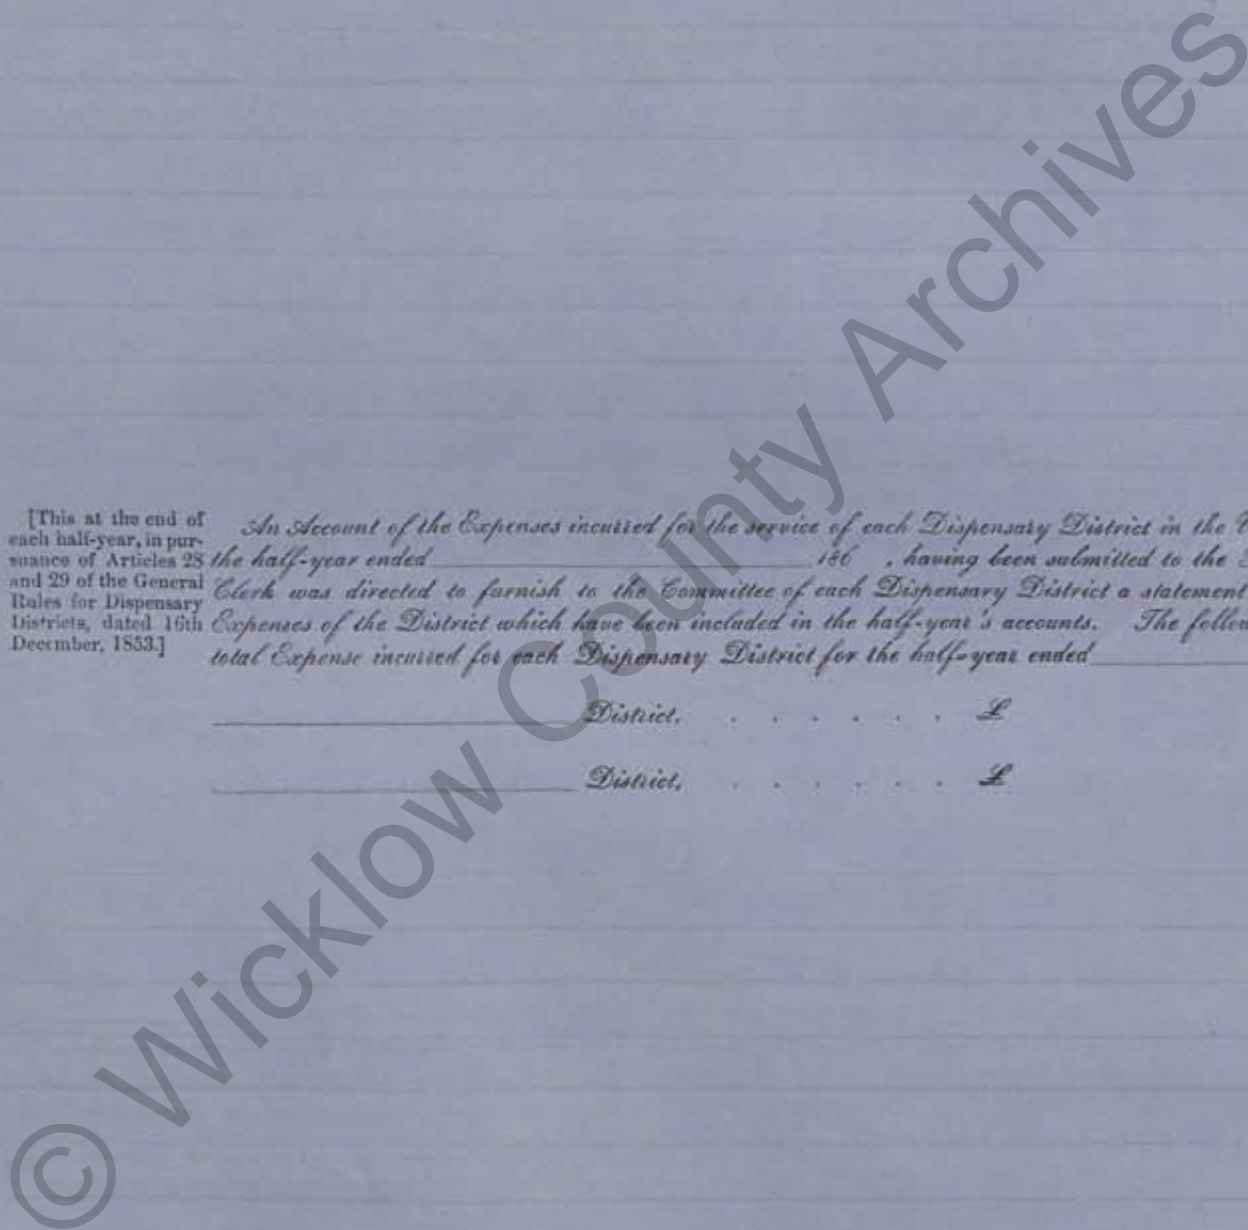 [This at the end of
each half-year, in pur-
suance of Articles 28
and 29 of the General
Rules for Dispensary
Districts, dated 16th
December, 1853.]
An Account of the Expenses incurred for the service of each Dispensary District in the
the half-year ended 186 , having been submitted to the
Clerk was directed to furnish to the Committee of each Dispensary District a statement
Expenses of the District which have been included in the half-year's accounts. The follow
total Expense incurred for each Dispensary District for the half-year ended
District, . . . . . . £
District, . . . . . . £
© Wicklow County Archives